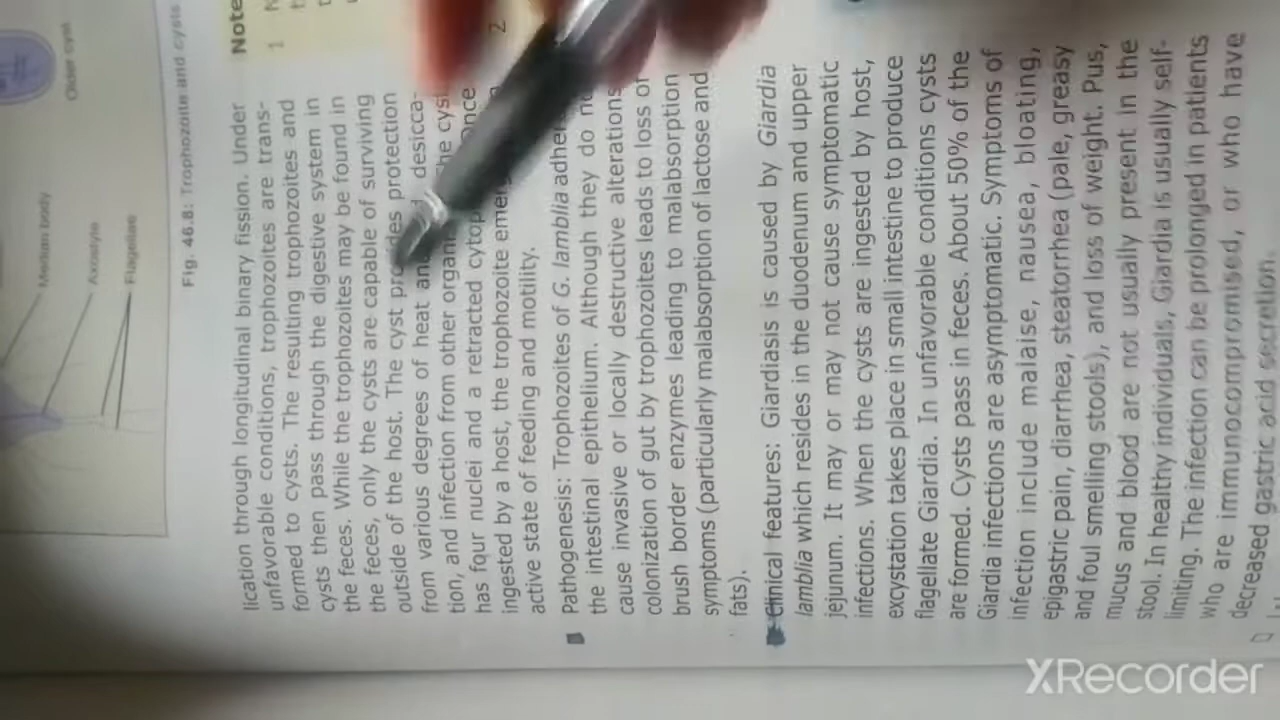 Older cyst
Median body
Axostyle
Flagellae
Fig. 46.8: Trophozoite and cysts
Note
1
2
lication through longitudinal binary fission. Under
unfavorable conditions, trophozoites are trans-
formed to cysts. The resulting trophozoites and
cysts then pass through the digestive system in
the feces. While the trophozoites may be found in
the feces, only the cysts are capable of surviving
outside of the host. The cyst protection
from various degrees of heat and desicca-
tion, and infection from other the
has four nuclei and a retracted
ingested by a host, the trophozoite
active state of feeding and motility.
Pathogenesis: Trophozoites of G. lamblia
the intestinal epithelium. Although they do
cause invasive or locally destructive alterations
colonization of gut by trophozoites leads to loss of
brush border enzymes leading to malabsorption
symptoms (particularly malabsorption of lactose and
fats).
Clinical features: Giardiasis is caused by Giardia
lamblia which resides in the duodenum and upper
jejunum. It may or may not cause symptomatic
infections. When the cysts are ingested by host,
excystation takes place in small intestine to produce
flagellate Giardia. In unfavorable conditions cysts
are formed. Cysts pass in feces. About 50% of the
Giardia infections are asymptomatic. Symptoms of
infection include malaise, nausea, bloating,
epigastric pain, diarrhea, steatorrhea (pale, greasy
and foul smelling stools), and loss of weight. Pus,
mucus and blood are not usually present in the
stool. In healthy individuals, Giardia is usually self-
limiting. The infection can be prolonged in patients
who are immunocompromised, or who have
decreased gastric acid secretion.
XRecorder